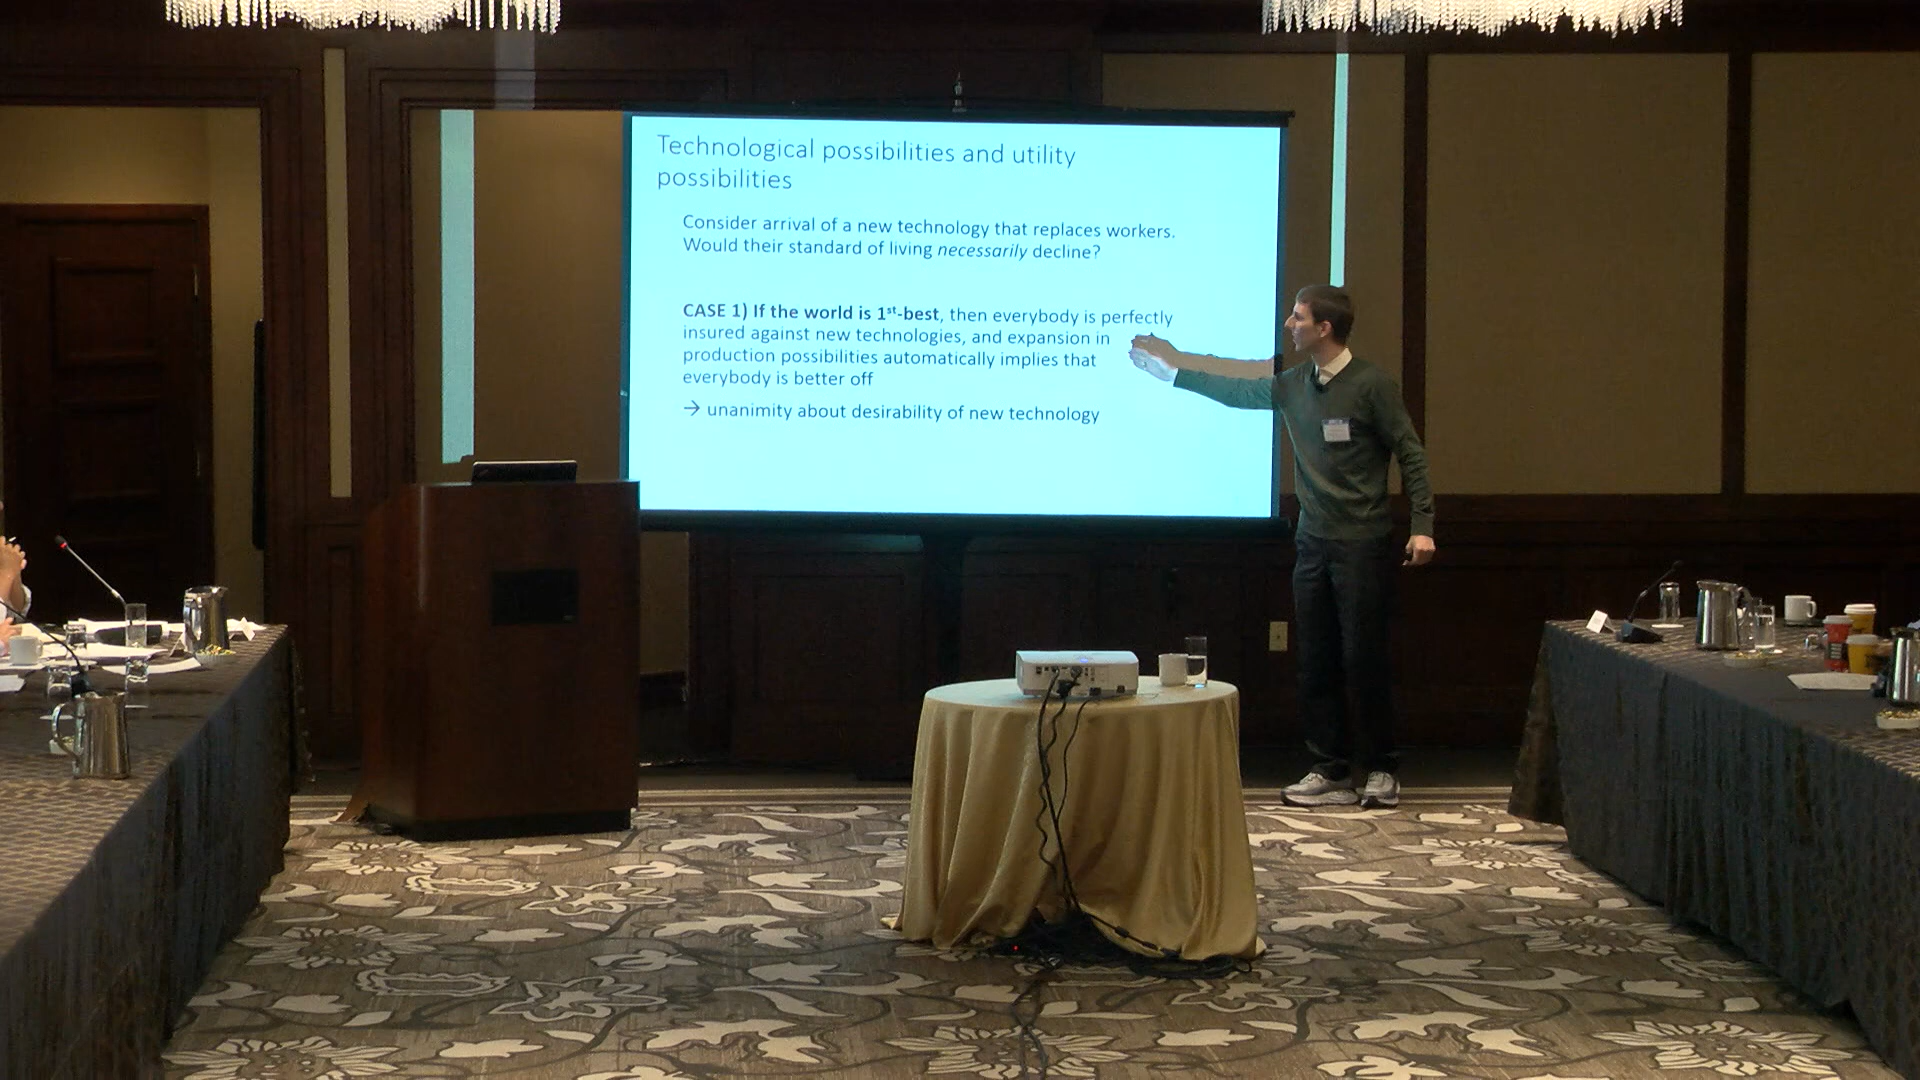 Technological possibilities and utility
possibilities
Consider arrival of a new technology that replaces workers.
Would their standard of living necessarily decline?
CASE 1) If the world is 1st-best, then everybody is perfectly
insured against new technologies, and expansion in
production possibilities automatically implies that
everybody is better off
→ unanimity about desirability of new technology